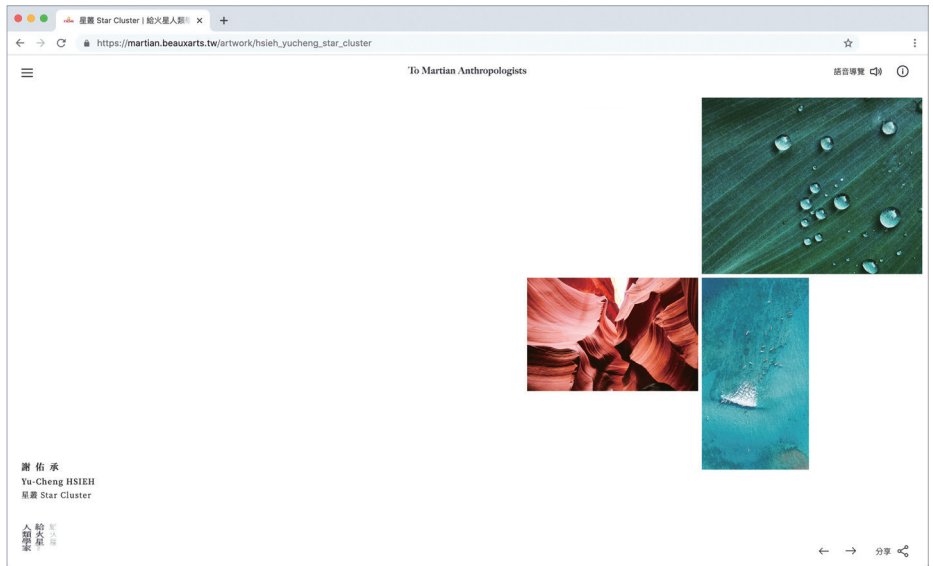 星叢 Star Cluster | 給火星人類
https://martian.beauxarts.tw/artwork/hsieh_yucheng_star_cluster
To Martian Anthropologists
語音導覽
謝佑承
Yu-Cheng HSIEH
星叢 Star Cluster
給火星
人類學家
分享